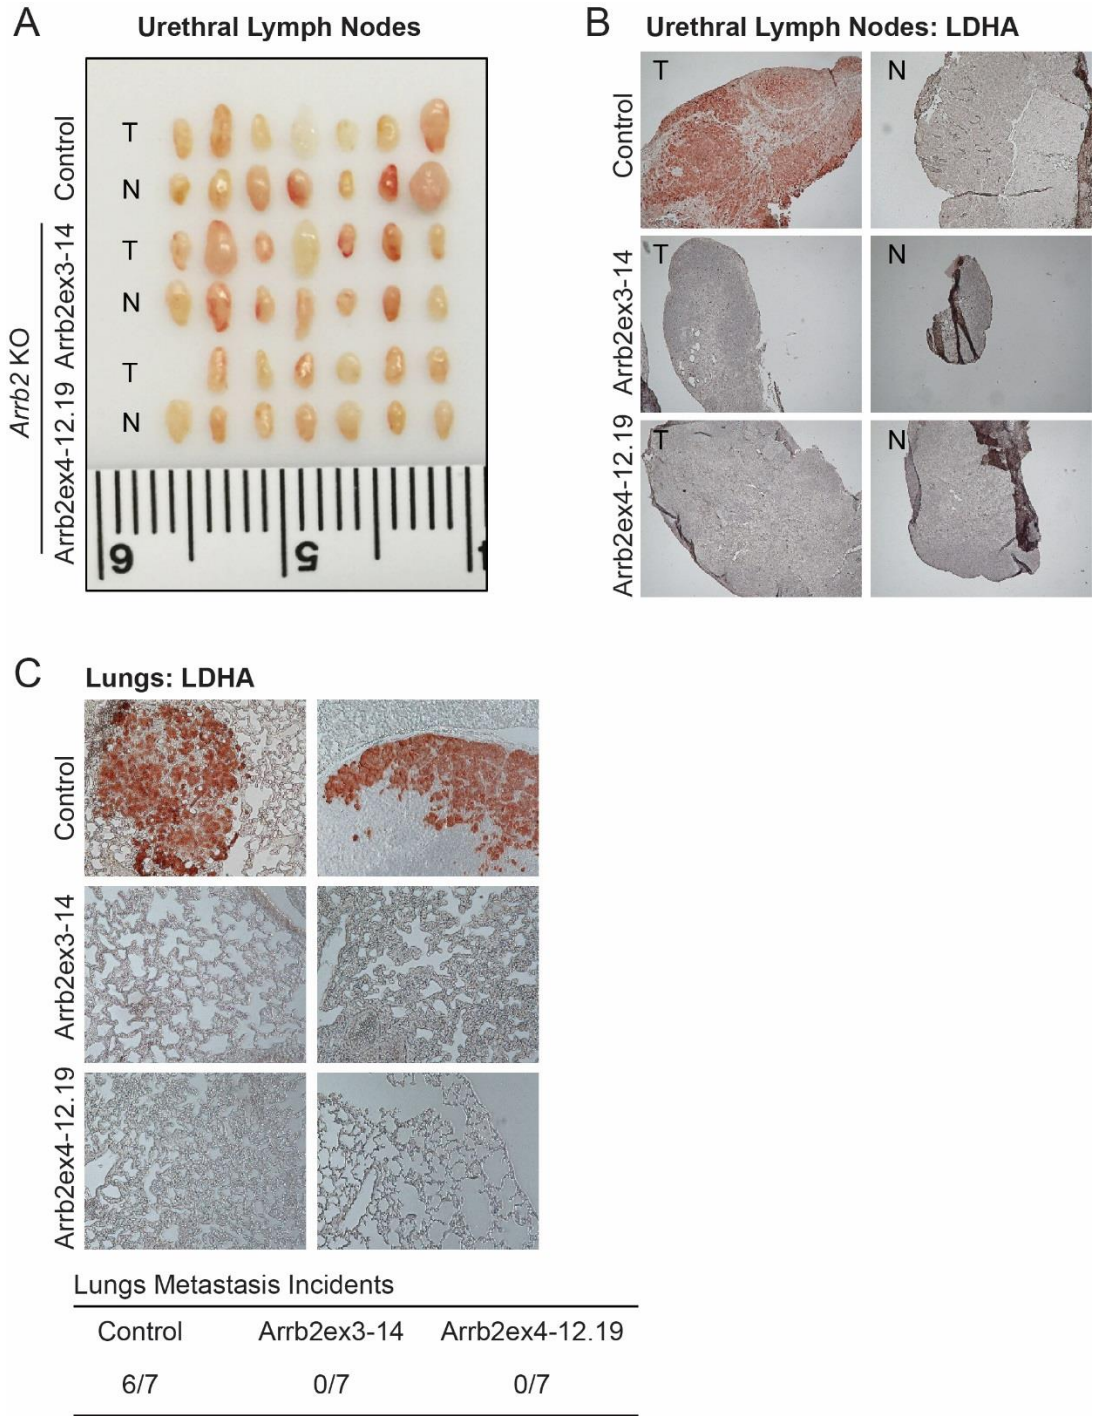 A
Urethral Lymph Nodes
Control
T
N
Arrb2 KO
Arrb2ex3-14
T
N
Arrb2ex4-12.19
T
N
6
5
4
B
Urethral Lymph Nodes: LDHA
Control
T
N
Arrb2ex3-14
T
N
Arrb2ex4-12.19
T
N
C
Lungs: LDHA
Control
Arrb2ex3-14
Arrb2ex4-12.19
Lungs Metastasis Incidents
Control Arrb2ex3-14 Arrb2ex4-12.19
6/7 0/7 0/7